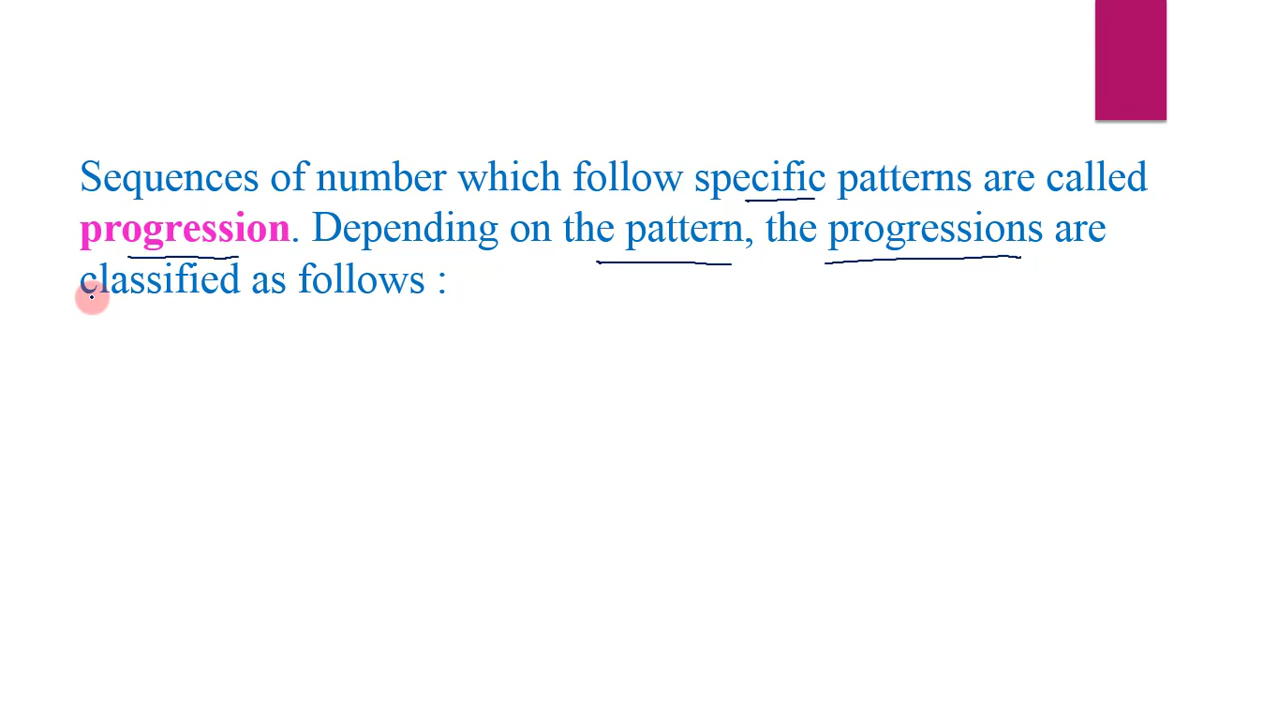 Sequences of number which follow specific patterns are called
progression. Depending on the pattern, the progressions are
classified as follows :